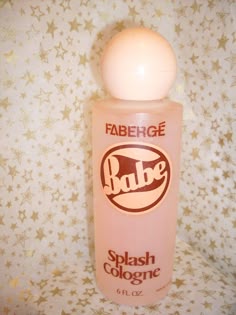 FABERGÉ
Babe
Splash
Cologne
6 FL OZ